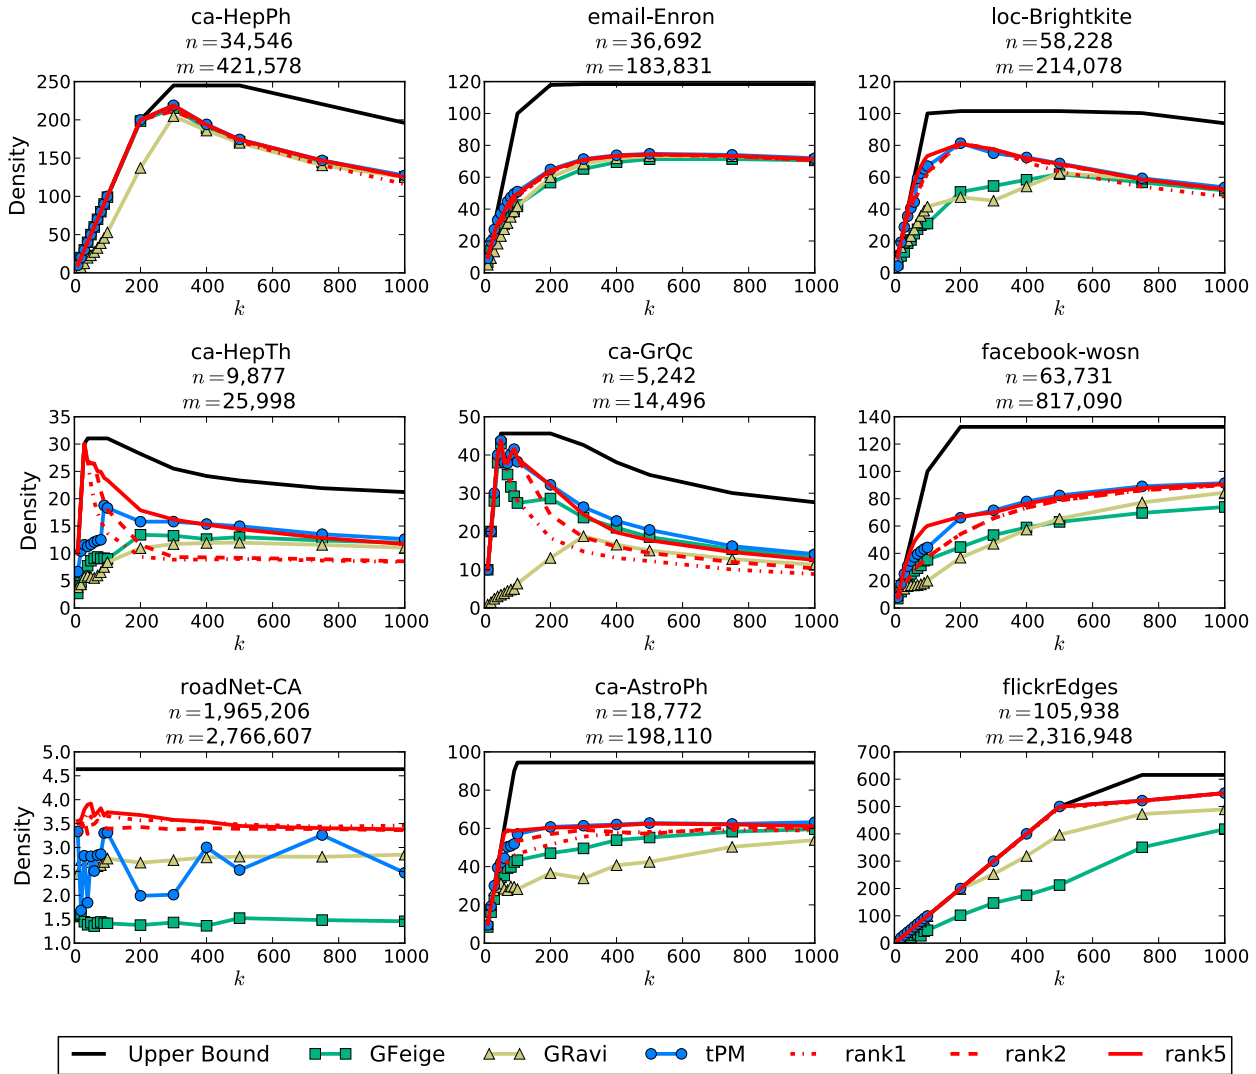 ca-HepPh
n=34,546
m=421,578
250
200
150
100
50
0
Density
0 200 400 600 800 1000
k
email-Enron
n=36,692
m=183,831
120
100
80
60
40
20
0
0 200 400 600 800 1000
k
loc-Brightkite
n=58,228
m=214,078
120
100
80
60
40
20
0
0 200 400 600 800 1000
k
ca-HepTh
n=9,877
m=25,998
35
30
25
20
15
10
5
0
Density
0 200 400 600 800 1000
k
ca-GrQc
n=5,242
m=14,496
50
40
30
20
10
0
0 200 400 600 800 1000
k
facebook-wosn
n=63,731
m=817,090
140
120
100
80
60
40
20
0
0 200 400 600 800 1000
k
roadNet-CA
n=1,965,206
m=2,766,607
5.0
4.5
4.0
3.5
3.0
2.5
2.0
1.5
1.0
Density
0 200 400 600 800 1000
k
ca-AstroPh
n=18,772
m=198,110
100
80
60
40
20
0
0 200 400 600 800 1000
k
flickrEdges
n=105,938
m=2,316,948
700
600
500
400
300
200
100
0
0 200 400 600 800 1000
k
Upper Bound GFeige GRavi tPM rank1 rank2 rank5